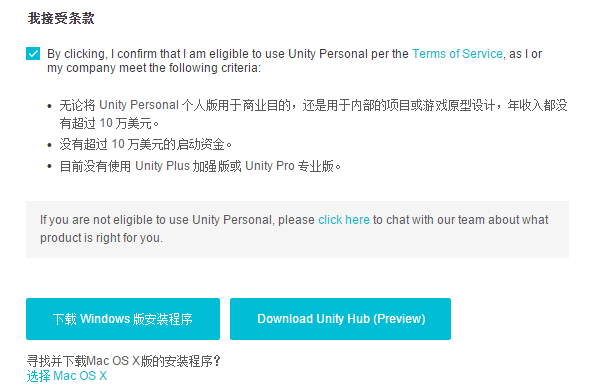 我接受条款
By clicking, I confirm that I am eligible to use Unity Personal per the Terms of Service, as I or
my company meet the following criteria:
无论将 Unity Personal 个人版用于商业目的，还是用于内部的项目或游戏原型设计，年收入都没
有超过 10 万美元。
没有超过 10 万美元的启动资金。
目前没有使用 Unity Plus 加强版或 Unity Pro 专业版。
If you are not eligible to use Unity Personal, please click here to chat with our team about what
product is right for you.
下载 Windows 版安装程序
Download Unity Hub (Preview)
寻找并下载Mac OS X版的安装程序?
选择 Mac OS X